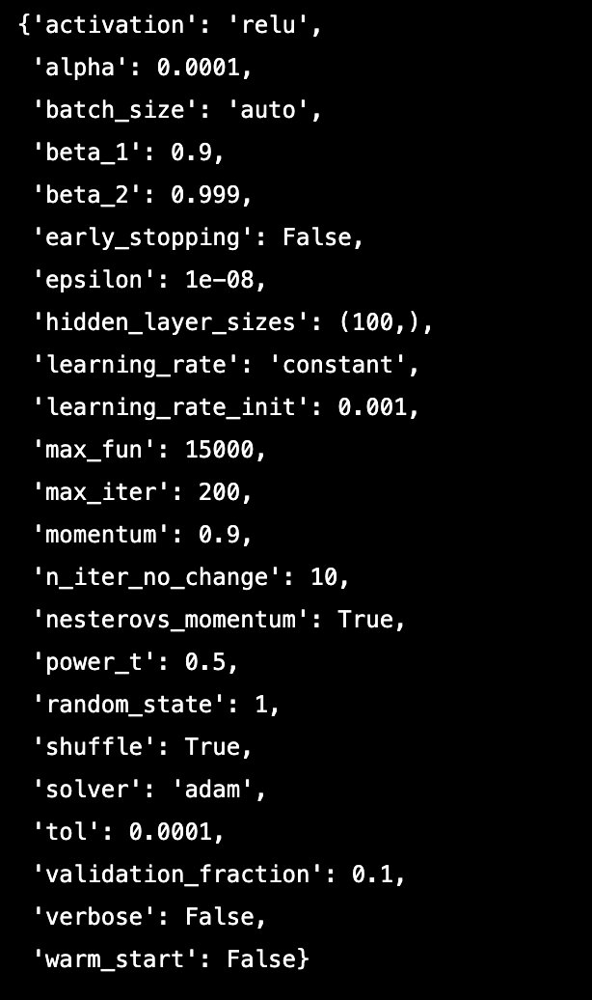 {'activation': 'relu',
 'alpha': 0.0001,
 'batch_size': 'auto',
 'beta_1': 0.9,
 'beta_2': 0.999,
 'early_stopping': False,
 'epsilon': 1e-08,
 'hidden_layer_sizes': (100,),
 'learning_rate': 'constant',
 'learning_rate_init': 0.001,
 'max_fun': 15000,
 'max_iter': 200,
 'momentum': 0.9,
 'n_iter_no_change': 10,
 'nesterovs_momentum': True,
 'power_t': 0.5,
 'random_state': 1,
 'shuffle': True,
 'solver': 'adam',
 'tol': 0.0001,
 'validation_fraction': 0.1,
 'verbose': False,
 'warm_start': False}